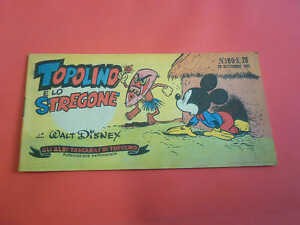 TOPOLINO
E LO
STREGONE
di WALT DISNEY
GLI ALBI TASCABILI DI TOPOLINO